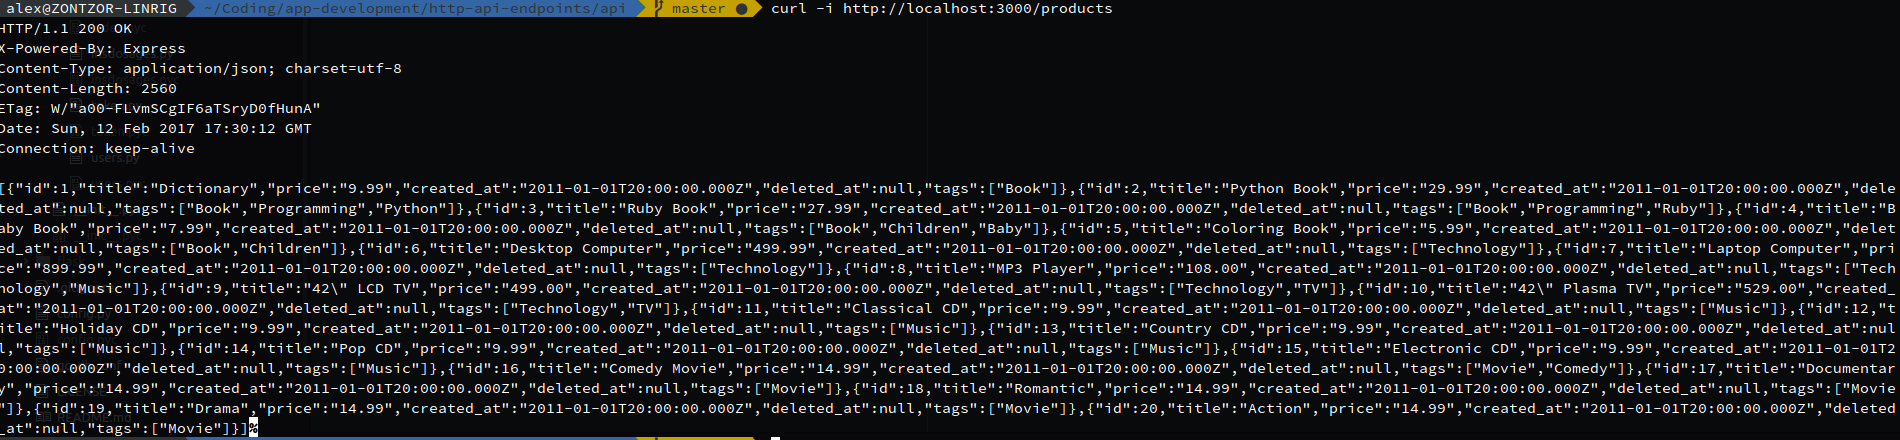 alex@ZONTZOR-LINRIG ~/Coding/app-development/http-api-endpoints/api master ● curl -i http://localhost:3000/products
HTTP/1.1 200 OK
X-Powered-By: Express
Content-Type: application/json; charset=utf-8
Content-Length: 2560
ETag: W/"a00-FLvmSCgIF6aTSryD0fHunA"
Date: Sun, 12 Feb 2017 17:30:12 GMT
Connection: keep-alive
users.py
[{"id":1,"title":"Dictionary","price":"9.99","created_at":"2011-01-01T20:00:00.000Z","deleted_at":null,"tags":["Book"]},{"id":2,"title":"Python Book","price":"29.99","created_at":"2011-01-01T20:00:00.000Z","dele
ted_at":null,"tags":["Book","Programming","Python"]},{"id":3,"title":"Ruby Book","price":"27.99","created_at":"2011-01-01T20:00:00.000Z","deleted_at":null,"tags":["Book","Programming","Ruby"]},{"id":4,"title":"B
aby Book","price":"7.99","created_at":"2011-01-01T20:00:00.000Z","deleted_at":null,"tags":["Book","Children","Baby"]},{"id":5,"title":"Coloring Book","price":"5.99","created_at":"2011-01-01T20:00:00.000Z","delet
ed_at":null,"tags":["Book","Children"]},{"id":6,"title":"Desktop Computer","price":"499.99","created_at":"2011-01-01T20:00:00.000Z","deleted_at":null,"tags":["Technology"]},{"id":7,"title":"Laptop Computer","pri
ce":"899.99","created_at":"2011-01-01T20:00:00.000Z","deleted_at":null,"tags":["Technology"]},{"id":8,"title":"MP3 Player","price":"108.00","created_at":"2011-01-01T20:00:00.000Z","deleted_at":null,"tags":["Tech
nology","Music"]},{"id":9,"title":"42\" LCD TV","price":"499.00","created_at":"2011-01-01T20:00:00.000Z","deleted_at":null,"tags":["Technology","TV"]},{"id":10,"title":"42\" Plasma TV","price":"529.00","created_
at":"2011-01-01T20:00:00.000Z","deleted_at":null,"tags":["Technology","TV"]},{"id":11,"title":"Classical CD","price":"9.99","created_at":"2011-01-01T20:00:00.000Z","deleted_at":null,"tags":["Music"]},{"id":12,"t
itle":"Holiday CD","price":"9.99","created_at":"2011-01-01T20:00:00.000Z","deleted_at":null,"tags":["Music"]},{"id":13,"title":"Country CD","price":"9.99","created_at":"2011-01-01T20:00:00.000Z","deleted_at":nul
l,"tags":["Music"]},{"id":14,"title":"Pop CD","price":"9.99","created_at":"2011-01-01T20:00:00.000Z","deleted_at":null,"tags":["Music"]},{"id":15,"title":"Electronic CD","price":"9.99","created_at":"2011-01-01T2
0:00:00.000Z","deleted_at":null,"tags":["Music"]},{"id":16,"title":"Comedy Movie","price":"14.99","created_at":"2011-01-01T20:00:00.000Z","deleted_at":null,"tags":["Movie","Comedy"]},{"id":17,"title":"Documentar
y","price":"14.99","created_at":"2011-01-01T20:00:00.000Z","deleted_at":null,"tags":["Movie"]},{"id":18,"title":"Romantic","price":"14.99","created_at":"2011-01-01T20:00:00.000Z","deleted_at":null,"tags":["Movie
"]},{"id":19,"title":"Drama","price":"14.99","created_at":"2011-01-01T20:00:00.000Z","deleted_at":null,"tags":["Movie"]},{"id":20,"title":"Action","price":"14.99","created_at":"2011-01-01T20:00:00.000Z","deleted
_at":null,"tags":["Movie"]}]%